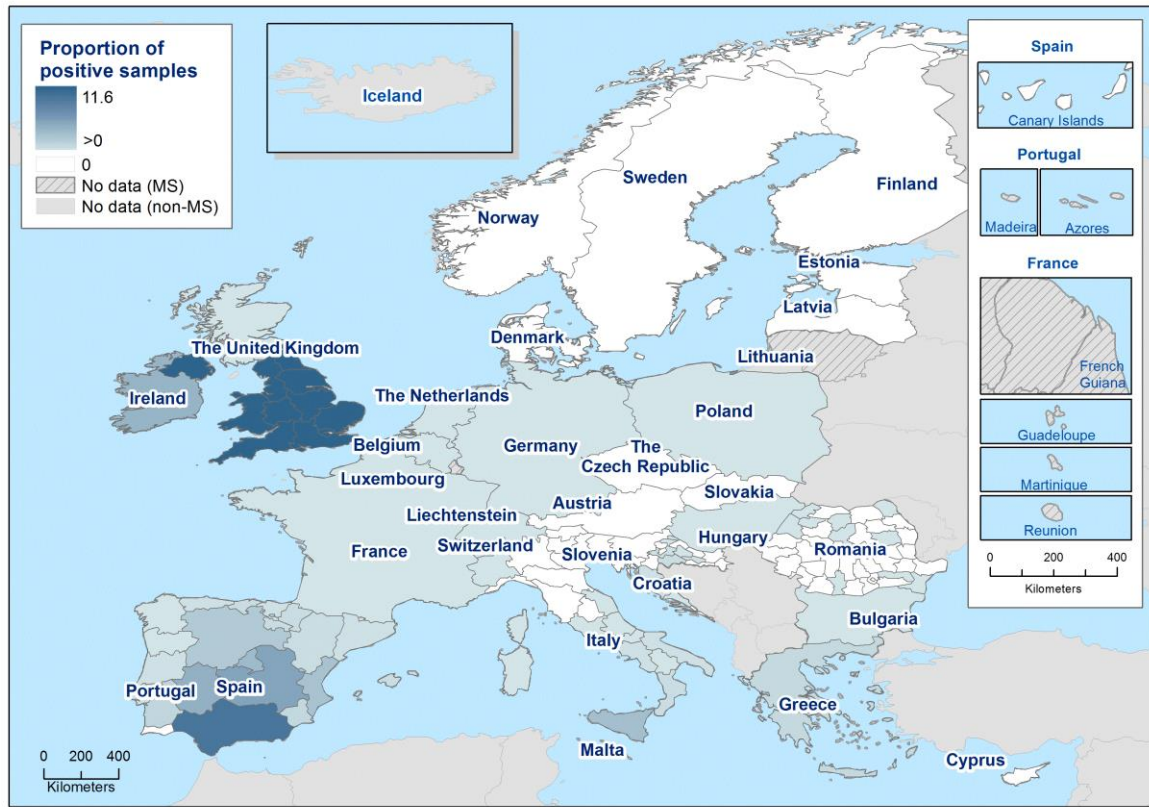 Proportion of
positive samples
11.6
>0
0
No data (MS)
No data (non-MS)
Iceland
Spain
Canary Islands
Portugal
Madeira
Azores
France
French
Guiana
Guadeloupe
Martinique
Reunion
0 200 400
Kilometers
Sweden
Finland
Norway
Estonia
Latvia
Denmark
Lithuania
The United Kingdom
Ireland
The Netherlands
Poland
Belgium
Germany
The
Czech Republic
Luxembourg
Slovakia
Austria
Liechtenstein
Hungary
France
Switzerland
Slovenia
Romania
Croatia
Bulgaria
Italy
Portugal
Spain
Greece
Malta
Cyprus
0 200 400
Kilometers